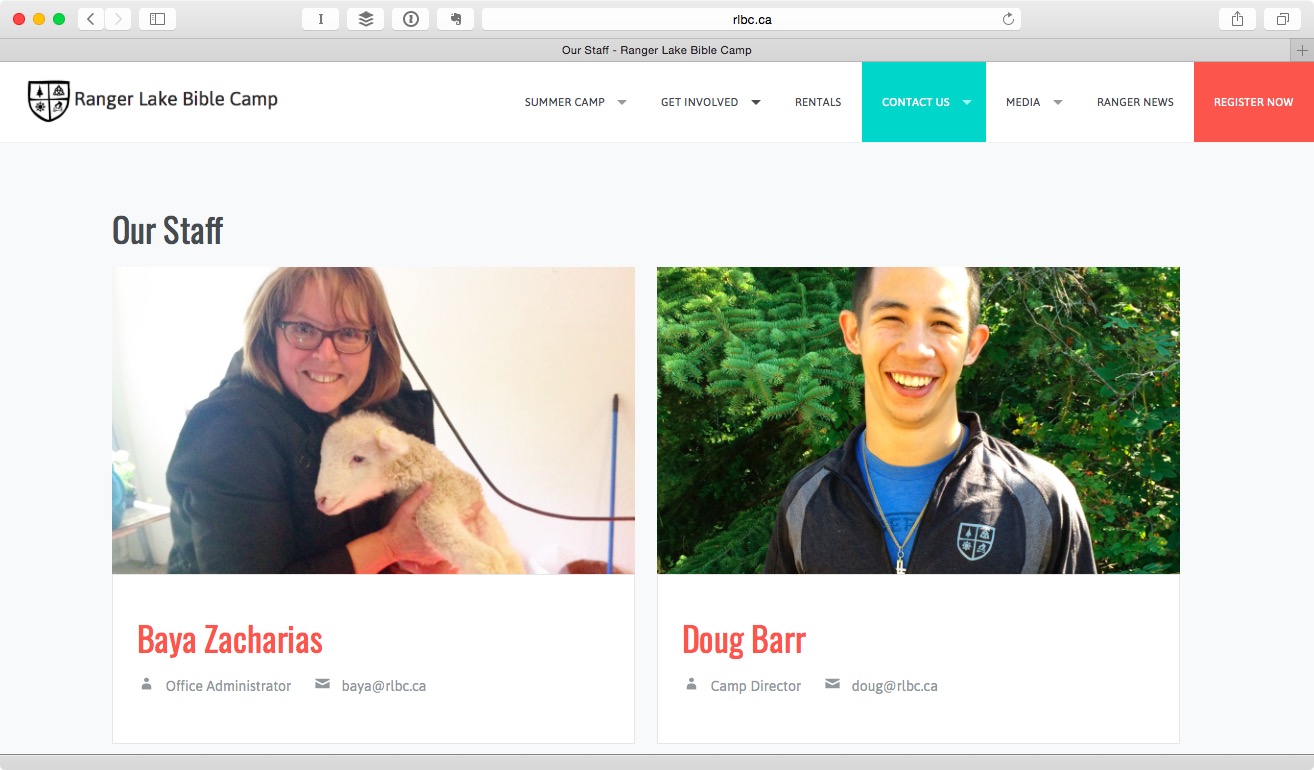 rlbc.ca
Our Staff - Ranger Lake Bible Camp
Ranger Lake Bible Camp
SUMMER CAMP
GET INVOLVED
RENTALS
CONTACT US
MEDIA
RANGER NEWS
REGISTER NOW
Our Staff
Baya Zacharias
Office Administrator
baya@rlbc.ca
Doug Barr
Camp Director
doug@rlbc.ca